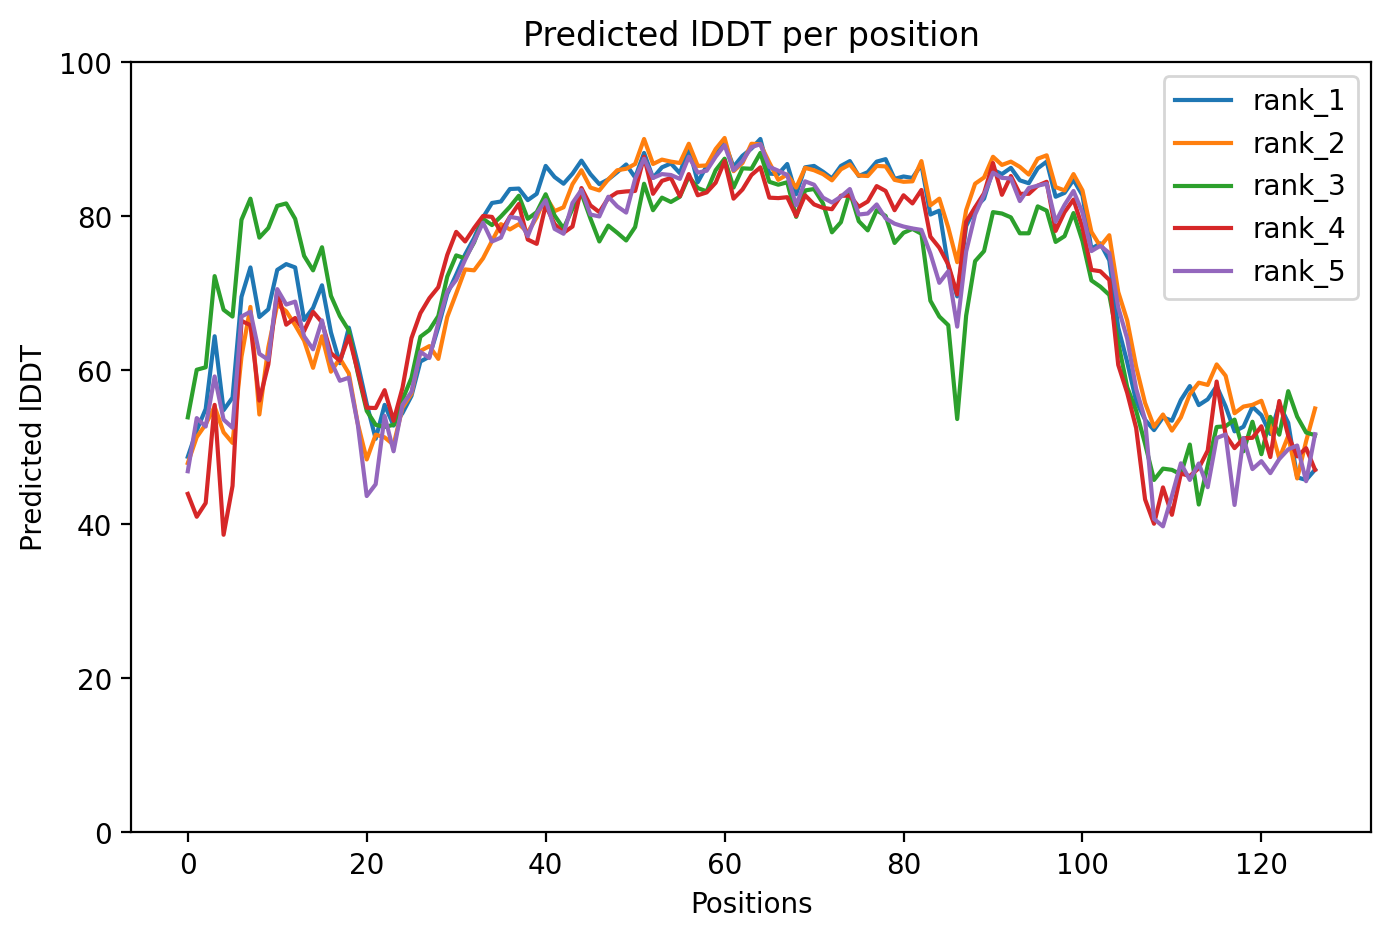 Predicted lDDT per position
100
80
60
40
20
0
Predicted lDDT
0 20 40 60 80 100 120
Positions
rank_1
rank_2
rank_3
rank_4
rank_5